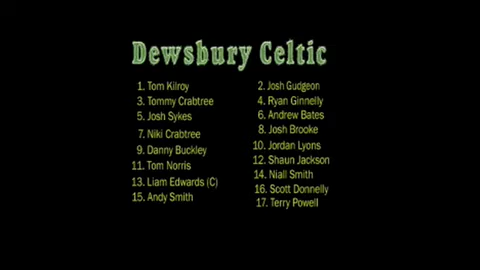 Dewsbury Celtic
1. Tom Kilroy
2. Josh Gudgeon
3. Tommy Crabtree
4. Ryan Ginnelly
5. Josh Sykes
6. Andrew Bates
7. Niki Crabtree
8. Josh Brooke
9. Danny Buckley
10. Jordan Lyons
11. Tom Norris
12. Shaun Jackson
13. Liam Edwards (C)
14. Niall Smith
15. Andy Smith
16. Scott Donnelly
17. Terry Powell